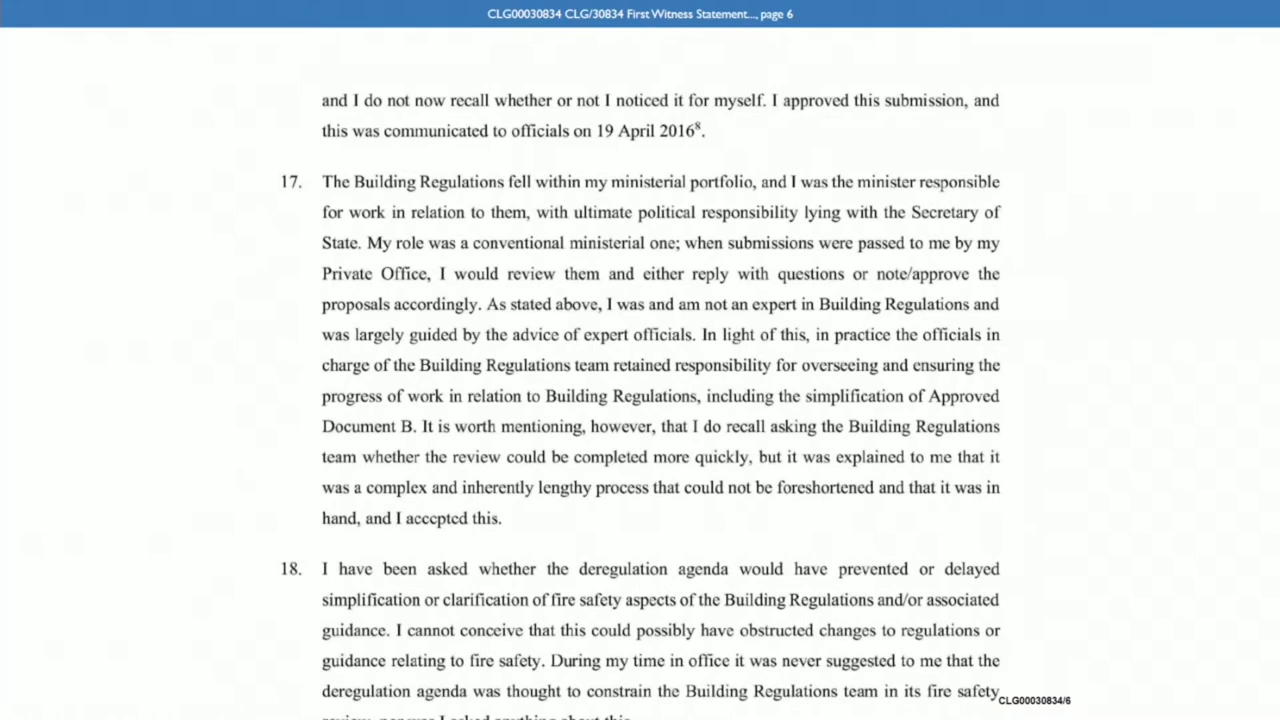 CLG00030834 CLG/30834 First Witness Statement..., page 6
and I do not now recall whether or not I noticed it for myself. I approved this submission, and
this was communicated to officials on 19 April 2016⁸.
17. The Building Regulations fell within my ministerial portfolio, and I was the minister responsible
for work in relation to them, with ultimate political responsibility lying with the Secretary of
State. My role was a conventional ministerial one; when submissions were passed to me by my
Private Office, I would review them and either reply with questions or note/approve the
proposals accordingly. As stated above, I was and am not an expert in Building Regulations and
was largely guided by the advice of expert officials. In light of this, in practice the officials in
charge of the Building Regulations team retained responsibility for overseeing and ensuring the
progress of work in relation to Building Regulations, including the simplification of Approved
Document B. It is worth mentioning, however, that I do recall asking the Building Regulations
team whether the review could be completed more quickly, but it was explained to me that it
was a complex and inherently lengthy process that could not be foreshortened and that it was in
hand, and I accepted this.
18. I have been asked whether the deregulation agenda would have prevented or delayed
simplification or clarification of fire safety aspects of the Building Regulations and/or associated
guidance. I cannot conceive that this could possibly have obstructed changes to regulations or
guidance relating to fire safety. During my time in office it was never suggested to me that the
deregulation agenda was thought to constrain the Building Regulations team in its fire safety
CLG00030834/6